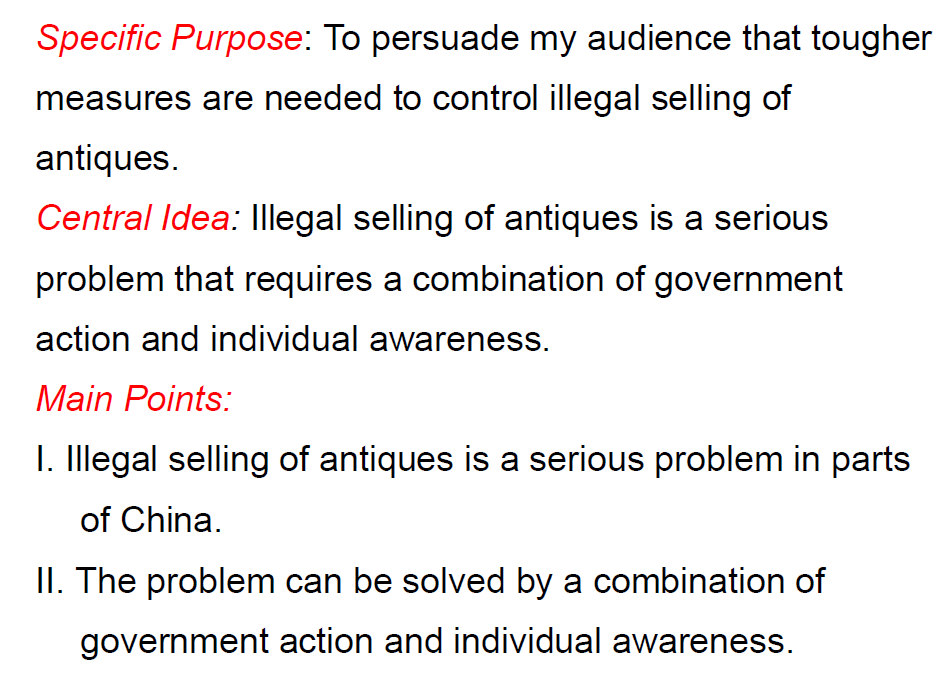 Specific Purpose: To persuade my audience that tougher
measures are needed to control illegal selling of
antiques.
Central Idea: Illegal selling of antiques is a serious
problem that requires a combination of government
action and individual awareness.
Main Points:
I. Illegal selling of antiques is a serious problem in parts
of China.
II. The problem can be solved by a combination of
government action and individual awareness.